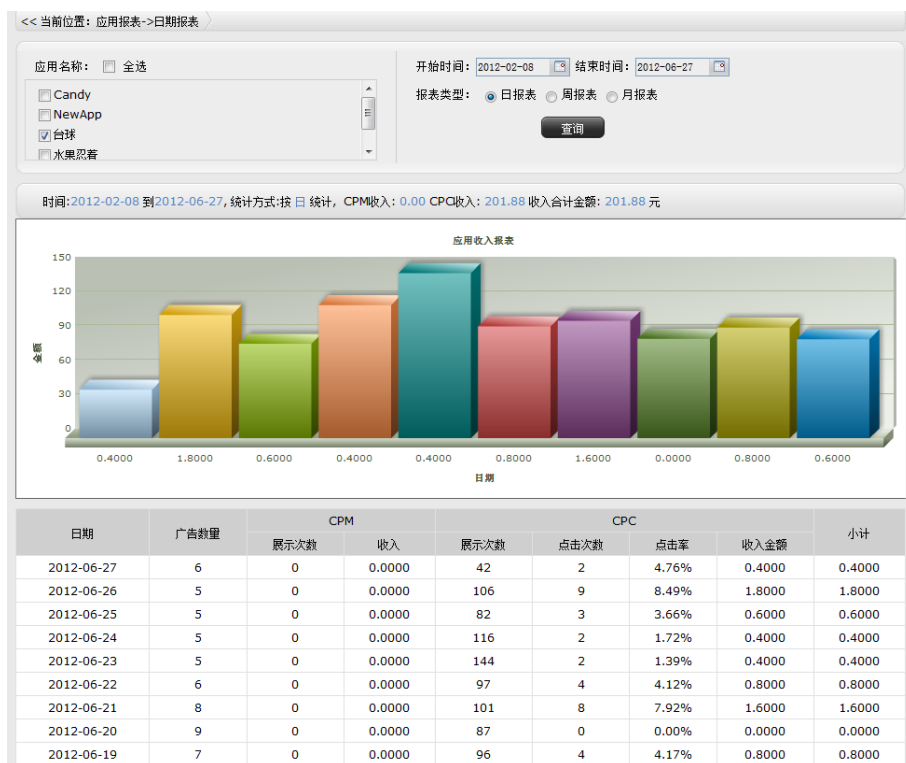 << 当前位置：应用报表->日期报表
应用名称： 全选
Candy
NewApp
台球
水果忍者
开始时间： 2012-02-08 结束时间： 2012-06-27
报表类型： 日报表 周报表 月报表
查询
时间:2012-02-08 到2012-06-27, 统计方式:按 日 统计， CPM收入: 0.00 CPC收入: 201.88 收入合计金额: 201.88 元
应用收入报表
150
120
90
60
30
0
金额
0.4000 1.8000 0.6000 0.4000 0.4000 0.8000 1.6000 0.0000 0.8000 0.6000
日期
日期 广告数量 CPM CPC 小计
展示次数 收入 展示次数 点击次数 点击率 收入金额
2012-06-27 6 0 0.0000 42 2 4.76% 0.4000 0.4000
2012-06-26 5 0 0.0000 106 9 8.49% 1.8000 1.8000
2012-06-25 5 0 0.0000 82 3 3.66% 0.6000 0.6000
2012-06-24 5 0 0.0000 116 2 1.72% 0.4000 0.4000
2012-06-23 5 0 0.0000 144 2 1.39% 0.4000 0.4000
2012-06-22 6 0 0.0000 97 4 4.12% 0.8000 0.8000
2012-06-21 8 0 0.0000 101 8 7.92% 1.6000 1.6000
2012-06-20 9 0 0.0000 87 0 0.00% 0.0000 0.0000
2012-06-19 7 0 0.0000 96 4 4.17% 0.8000 0.8000